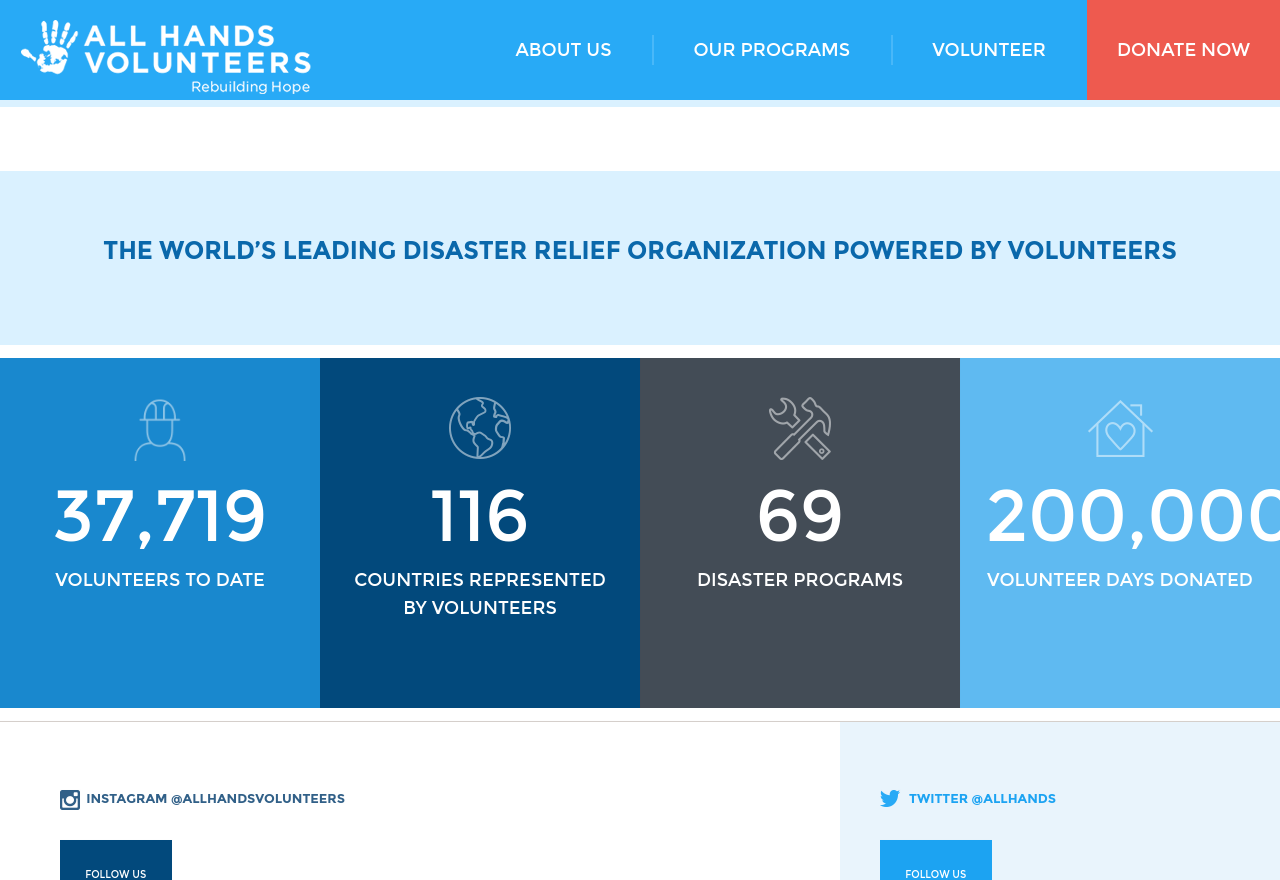 ALL HANDS
VOLUNTEERS
Rebuilding Hope
ABOUT US
OUR PROGRAMS
VOLUNTEER
DONATE NOW
THE WORLD’S LEADING DISASTER RELIEF ORGANIZATION POWERED BY VOLUNTEERS
37,719
VOLUNTEERS TO DATE
116
COUNTRIES REPRESENTED
BY VOLUNTEERS
69
DISASTER PROGRAMS
200,000
VOLUNTEER DAYS DONATED
INSTAGRAM @ALLHANDSVOLUNTEERS
FOLLOW US
TWITTER @ALLHANDS
FOLLOW US